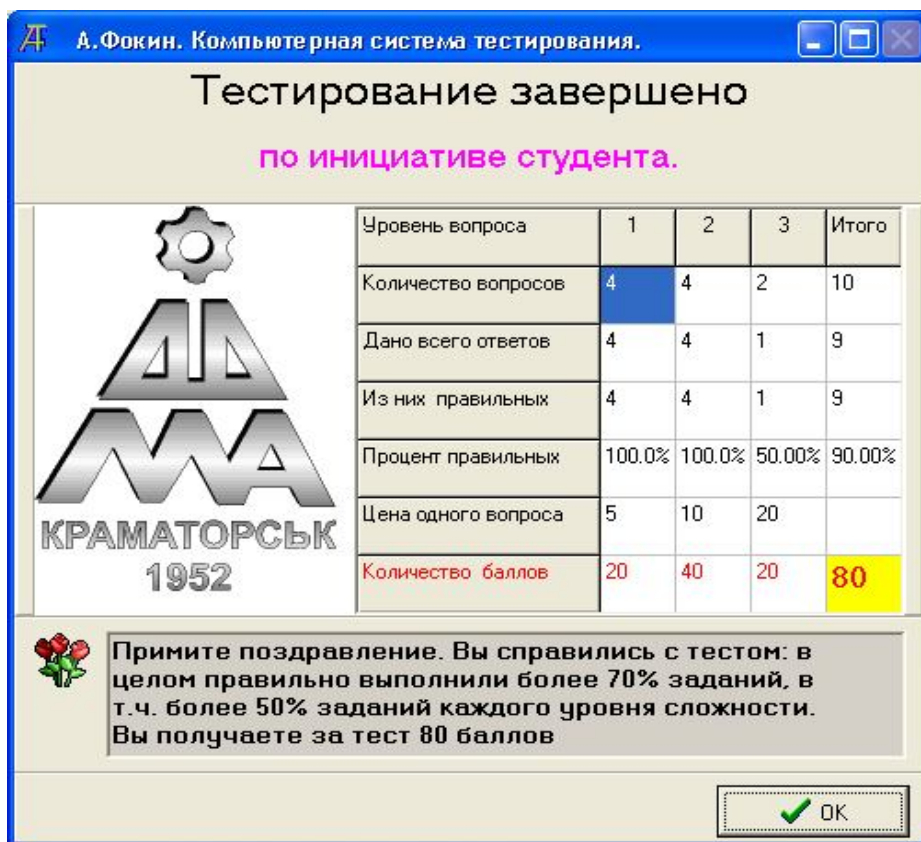 А.Фокин. Компьютерная система тестирования.
Тестирование завершено
по инициативе студента.
Уровень вопроса 1 2 3 Итого
Количество вопросов 4 4 2 10
Дано всего ответов 4 4 1 9
Из них правильных 4 4 1 9
Процент правильных 100.0% 100.0% 50.00% 90.00%
Цена одного вопроса 5 10 20
Количество баллов 20 40 20 80
ДДМА
КРАМАТОРСЬК
1952
Примите поздравление. Вы справились с тестом: в
целом правильно выполнили более 70% заданий, в
т.ч. более 50% заданий каждого уровня сложности.
Вы получаете за тест 80 баллов
OK